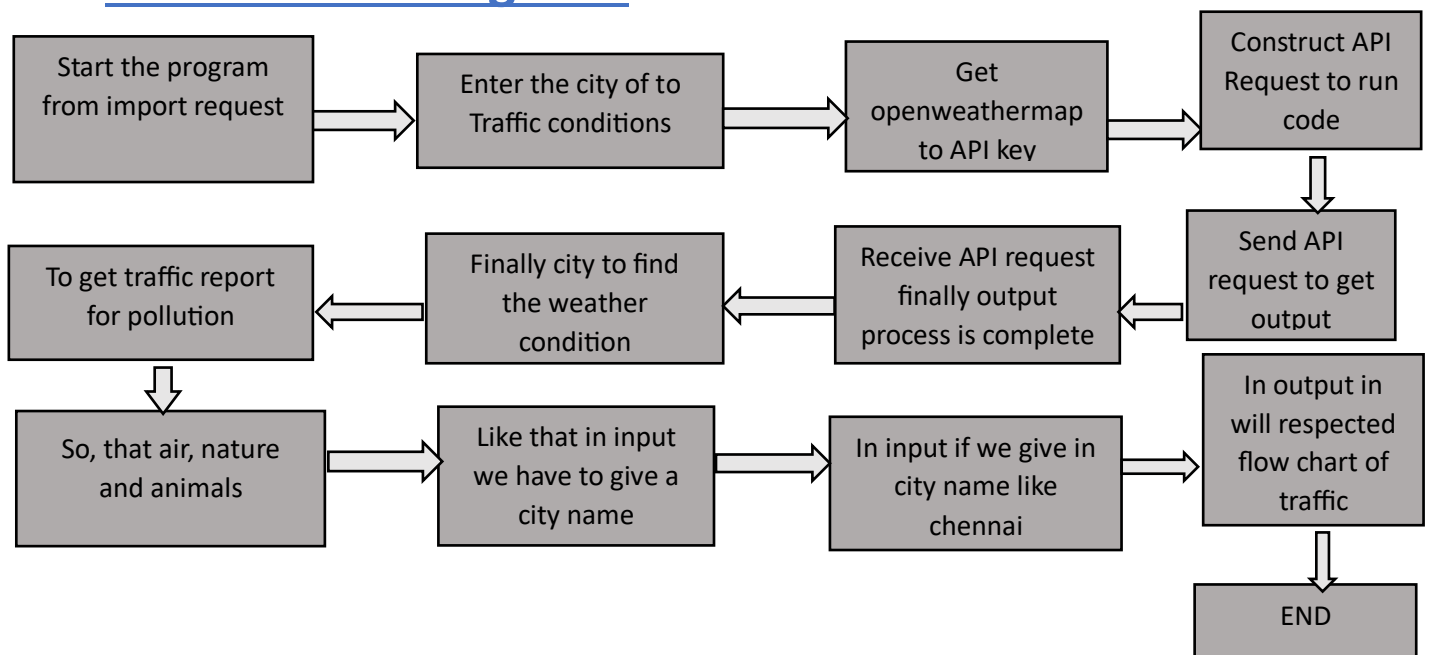 Start the program
from import request
Enter the city of to
Traffic conditions
Get
openweathermap
to API key
Construct API
Request to run
code
Send API
request to get
output
Receive API request
finally output
process is complete
Finally city to find
the weather
condition
To get traffic report
for pollution
So, that air, nature
and animals
Like that in input
we have to give a
city name
In input if we give in
city name like
chennai
In output in
will respected
flow chart of
traffic
END